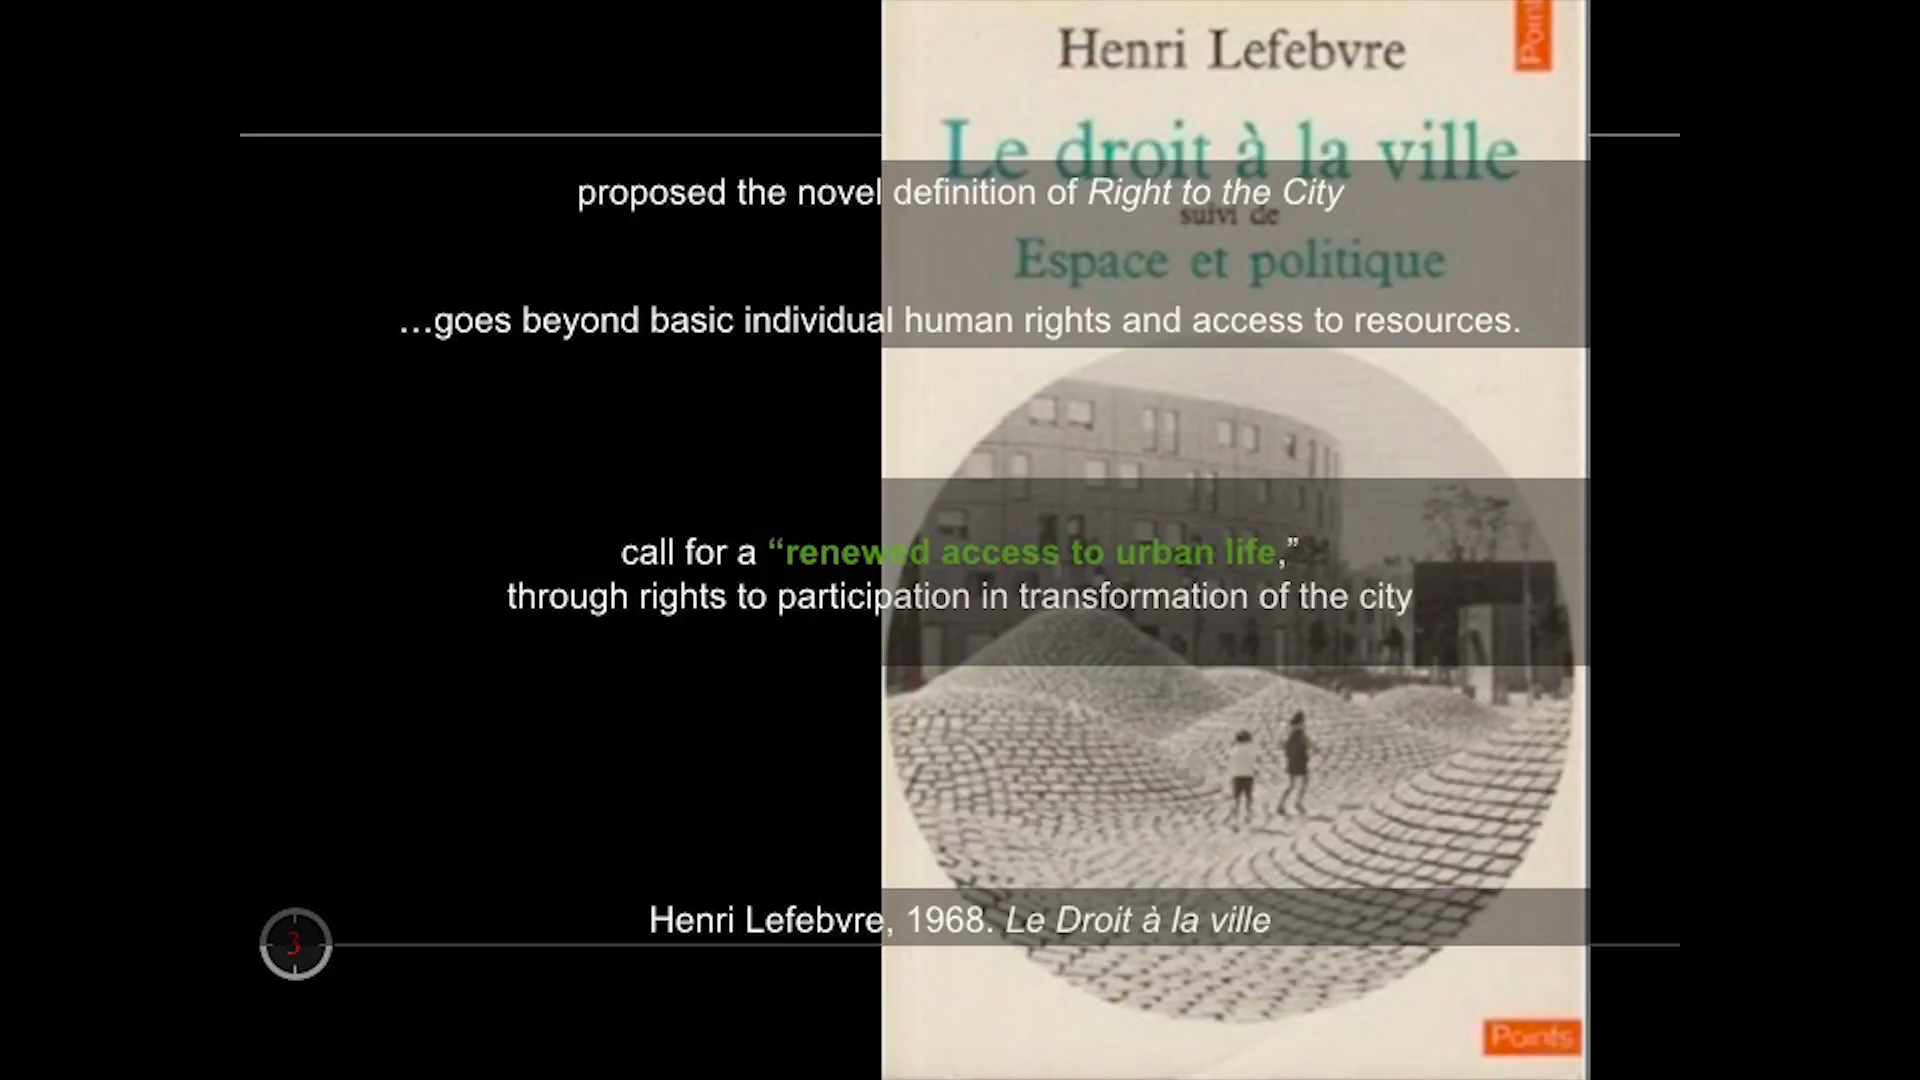 Henri Lefebvre
Points
Le droit à la ville
proposed the novel definition of Right to the City
suivi de
Espace et politique
…goes beyond basic individual human rights and access to resources.
call for a “renewed access to urban life,”
through rights to participation in transformation of the city
Henri Lefebvre, 1968. Le Droit à la ville
3
Points